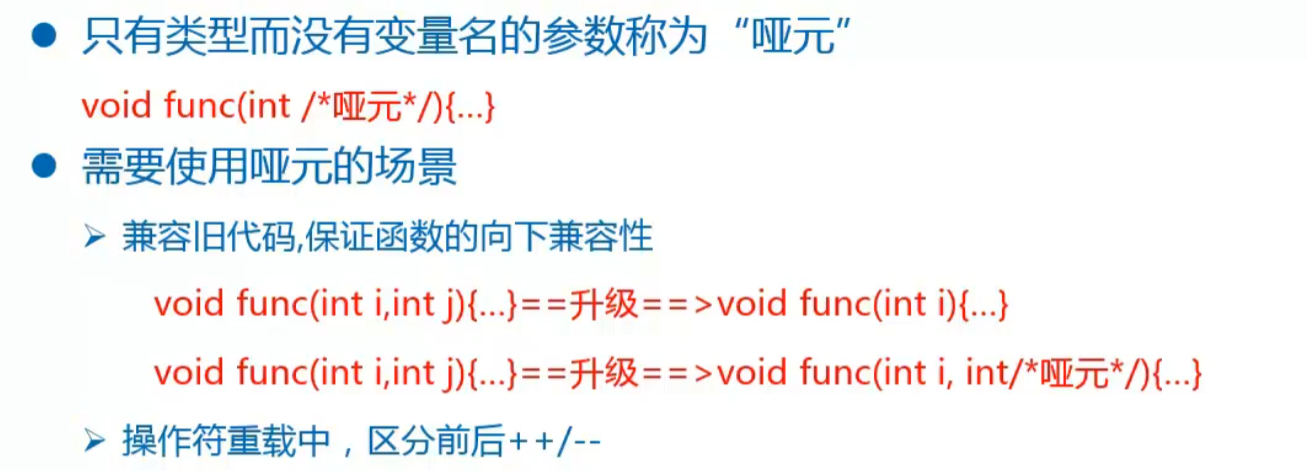 ● 只有类型而没有变量名的参数称为“哑元”
void func(int /*哑元*/){...}
● 需要使用哑元的场景
➢ 兼容旧代码,保证函数的向下兼容性
void func(int i,int j){...}==升级==>void func(int i){...}
void func(int i,int j){...}==升级==>void func(int i, int/*哑元*/){...}
➢ 操作符重载中，区分前后++/--